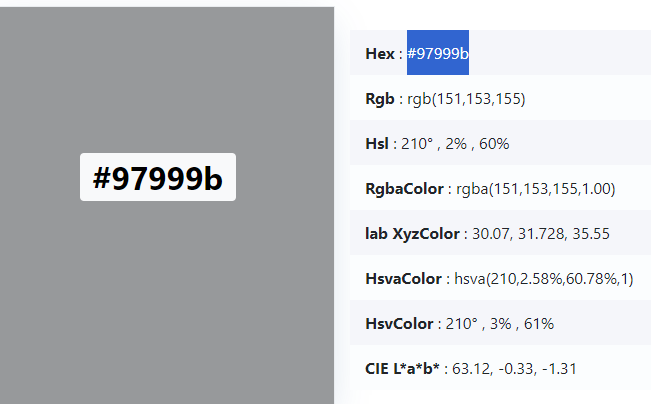 #97999b
Hex : #97999b
Rgb : rgb(151,153,155)
Hsl : 210° , 2% , 60%
RgbaColor : rgba(151,153,155,1.00)
lab XyzColor : 30.07, 31.728, 35.55
HsvaColor : hsva(210,2.58%,60.78%,1)
HsvColor : 210° , 3% , 61%
CIE L*a*b* : 63.12, -0.33, -1.31